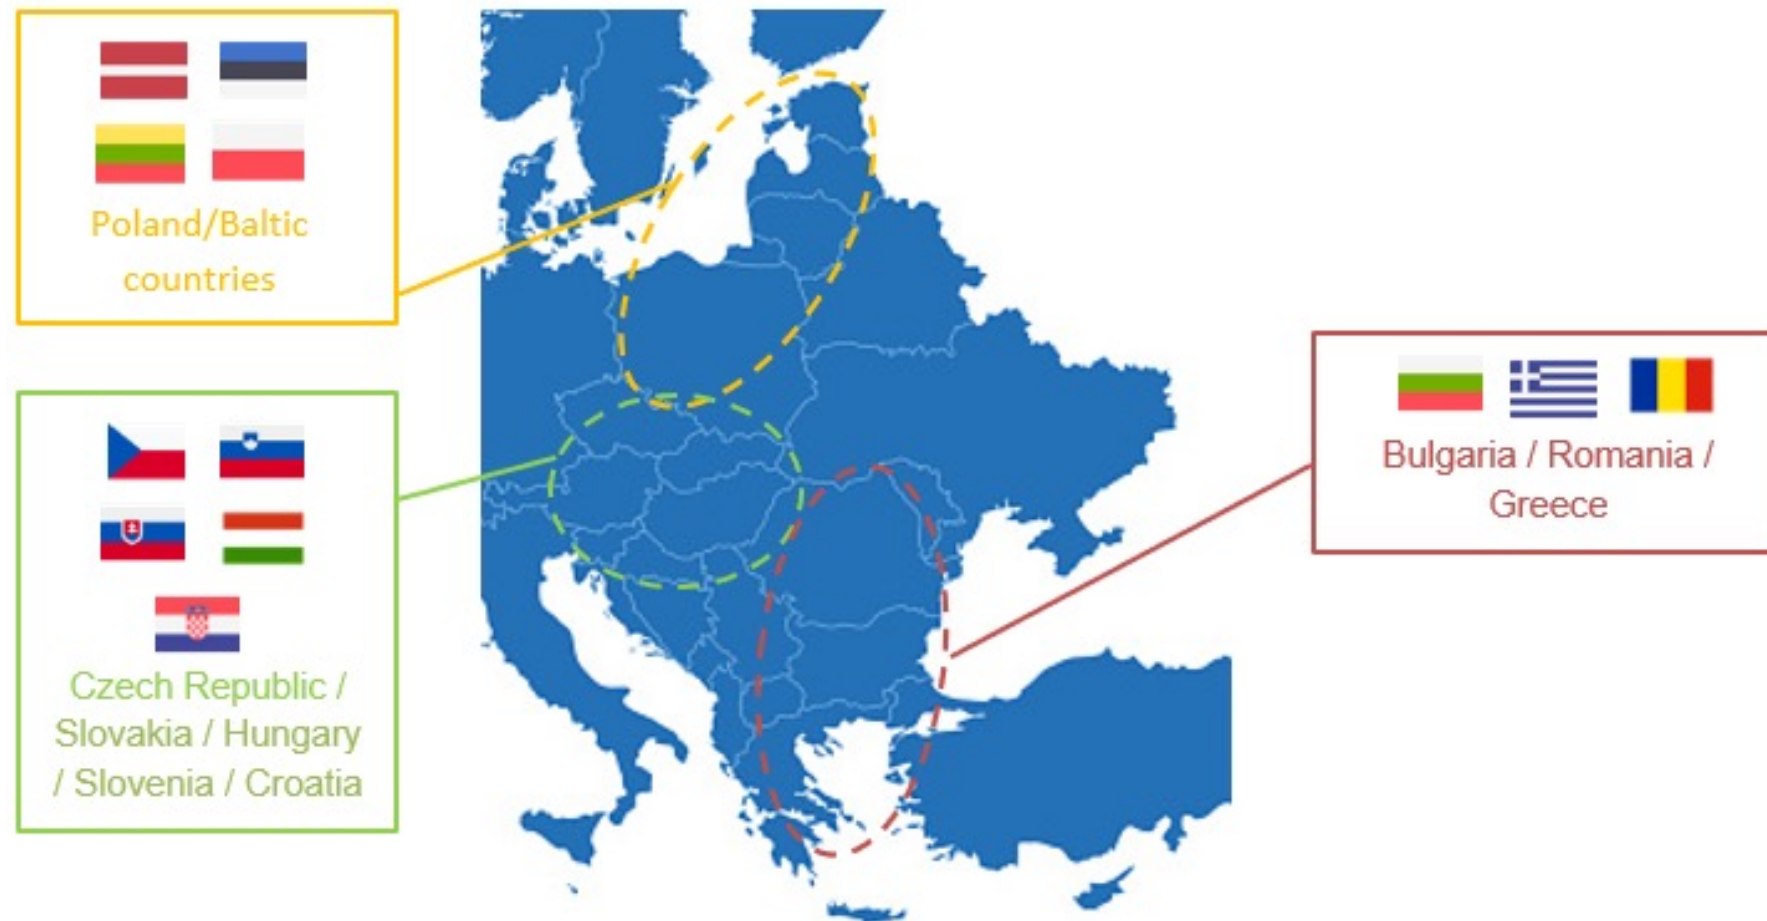 Poland/Baltic
countries
Czech Republic /
Slovakia / Hungary
/ Slovenia / Croatia
Bulgaria / Romania /
Greece